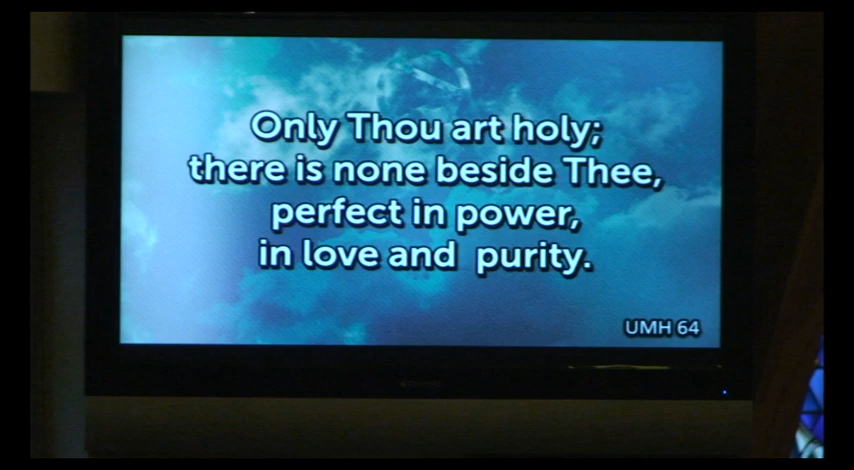 Only Thou art holy;
there is none beside Thee,
perfect in power,
in love and purity.
UMH 64